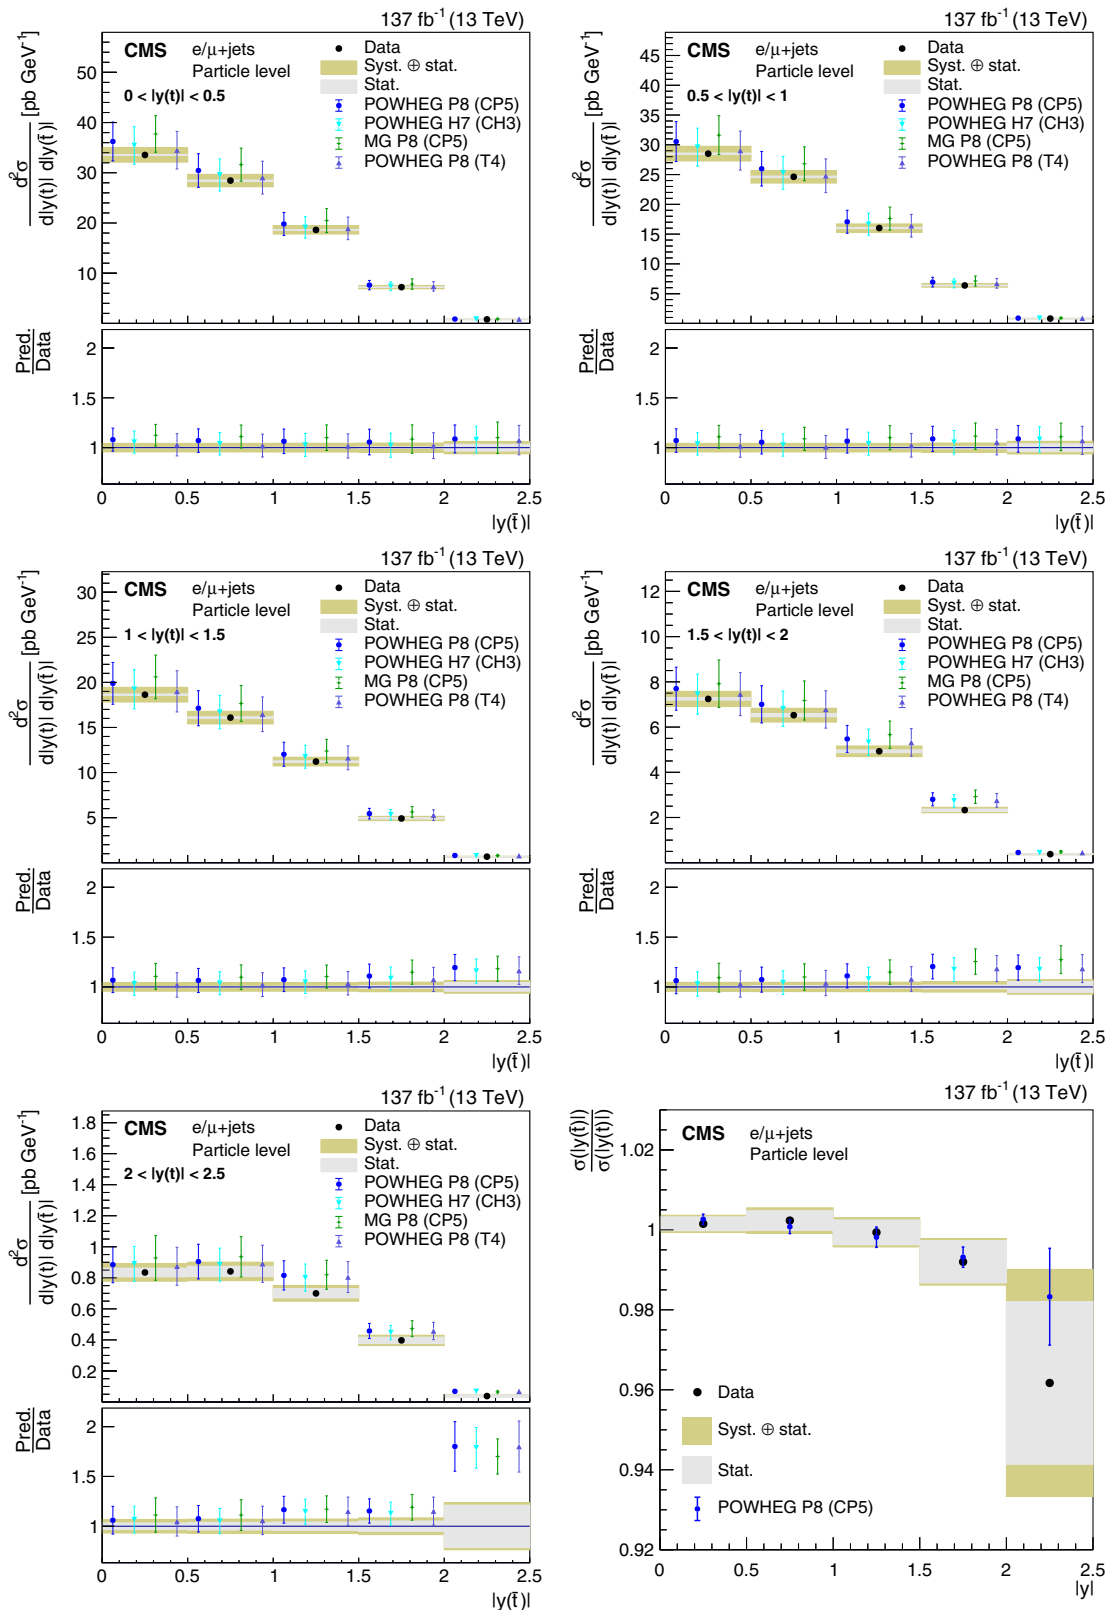 137 fb⁻¹ (13 TeV)
CMS e/μ+jets
Particle level
0 < |y(t)| < 0.5
Data
Syst. ⊕ stat.
Stat.
POWHEG P8 (CP5)
POWHEG H7 (CH3)
MG P8 (CP5)
POWHEG P8 (T4)
d²σ / d|y(t)| d|y(t̄)| [pb GeV⁻¹]
50
40
30
20
10
Pred. / Data
2
1.5
1
0 0.5 1 1.5 2 2.5
|y(t̄)|
137 fb⁻¹ (13 TeV)
CMS e/μ+jets
Particle level
0.5 < |y(t)| < 1
Data
Syst. ⊕ stat.
Stat.
POWHEG P8 (CP5)
POWHEG H7 (CH3)
MG P8 (CP5)
POWHEG P8 (T4)
d²σ / d|y(t)| d|y(t̄)| [pb GeV⁻¹]
45
40
35
30
25
20
15
10
5
Pred. / Data
2
1.5
1
0 0.5 1 1.5 2 2.5
|y(t̄)|
137 fb⁻¹ (13 TeV)
CMS e/μ+jets
Particle level
1 < |y(t)| < 1.5
Data
Syst. ⊕ stat.
Stat.
POWHEG P8 (CP5)
POWHEG H7 (CH3)
MG P8 (CP5)
POWHEG P8 (T4)
d²σ / d|y(t)| d|y(t̄)| [pb GeV⁻¹]
30
25
20
15
10
5
Pred. / Data
2
1.5
1
0 0.5 1 1.5 2 2.5
|y(t̄)|
137 fb⁻¹ (13 TeV)
CMS e/μ+jets
Particle level
1.5 < |y(t)| < 2
Data
Syst. ⊕ stat.
Stat.
POWHEG P8 (CP5)
POWHEG H7 (CH3)
MG P8 (CP5)
POWHEG P8 (T4)
d²σ / d|y(t)| d|y(t̄)| [pb GeV⁻¹]
12
10
8
6
4
2
Pred. / Data
2
1.5
1
0 0.5 1 1.5 2 2.5
|y(t̄)|
137 fb⁻¹ (13 TeV)
CMS e/μ+jets
Particle level
2 < |y(t)| < 2.5
Data
Syst. ⊕ stat.
Stat.
POWHEG P8 (CP5)
POWHEG H7 (CH3)
MG P8 (CP5)
POWHEG P8 (T4)
d²σ / d|y(t)| d|y(t̄)| [pb GeV⁻¹]
1.8
1.6
1.4
1.2
1
0.8
0.6
0.4
0.2
Pred. / Data
2
1.5
1
0 0.5 1 1.5 2 2.5
|y(t̄)|
137 fb⁻¹ (13 TeV)
CMS e/μ+jets
Particle level
σ(|y(t̄)|) / σ(|y(t)|)
1.02
1
0.98
0.96
0.94
0.92
Data
Syst. ⊕ stat.
Stat.
POWHEG P8 (CP5)
0 0.5 1 1.5 2 2.5
|y|